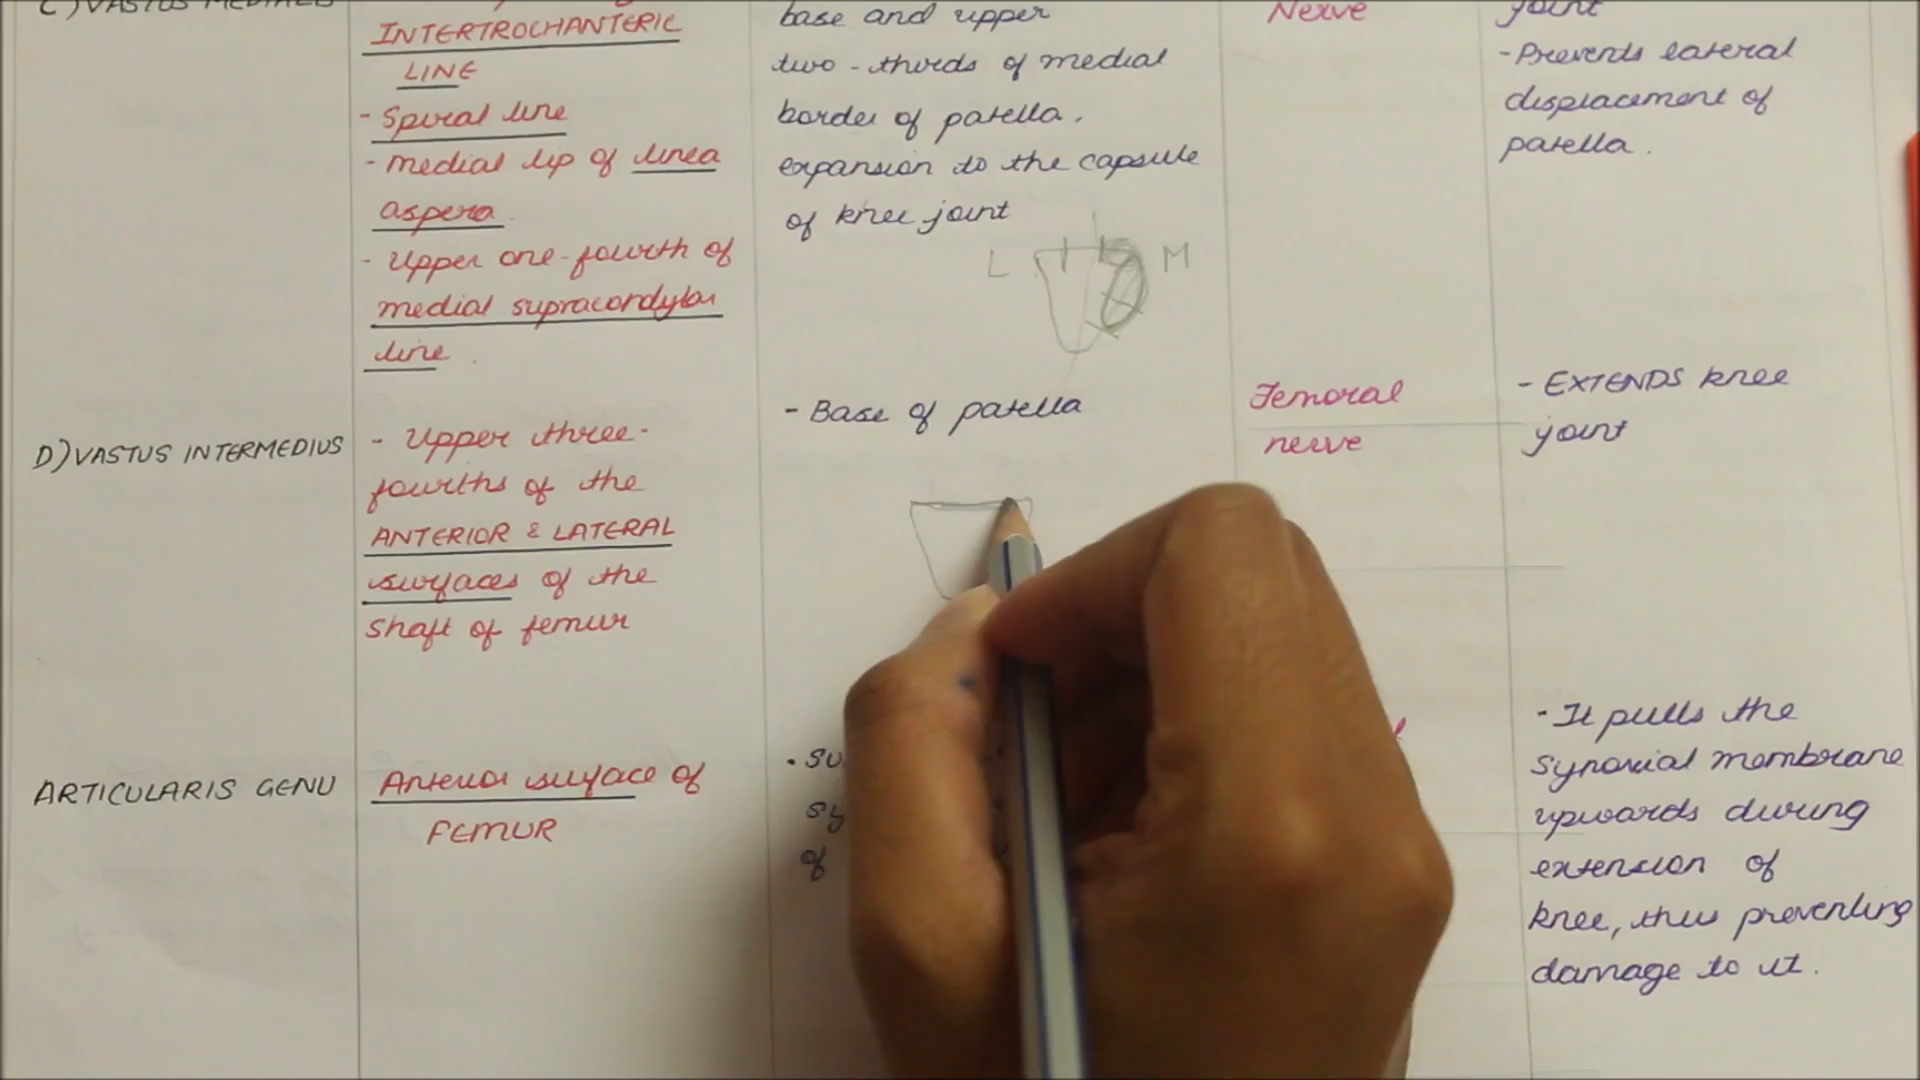 C) VASTUS MEDIALIS
INTERTROCHANTERIC
LINE
- Spiral line
- Medial lip of linea
aspera.
- Upper one-fourth of
medial supracondylar
line.
base and upper
two-thirds of medial
border of patella.
expansion to the capsule
of knee joint
L M
Nerve
joint
- Prevents lateral
displacement of
patella.
D) VASTUS INTERMEDIUS
- Upper three-
fourths of the
ANTERIOR & LATERAL
surfaces of the
shaft of femur
- Base of patella
Femoral
nerve
- EXTENDS knee
joint
ARTICULARIS GENU
Anterior surface of
FEMUR
of
- It pulls the
synovial membrane
upwards during
extension of
knee, thus preventing
damage to it.